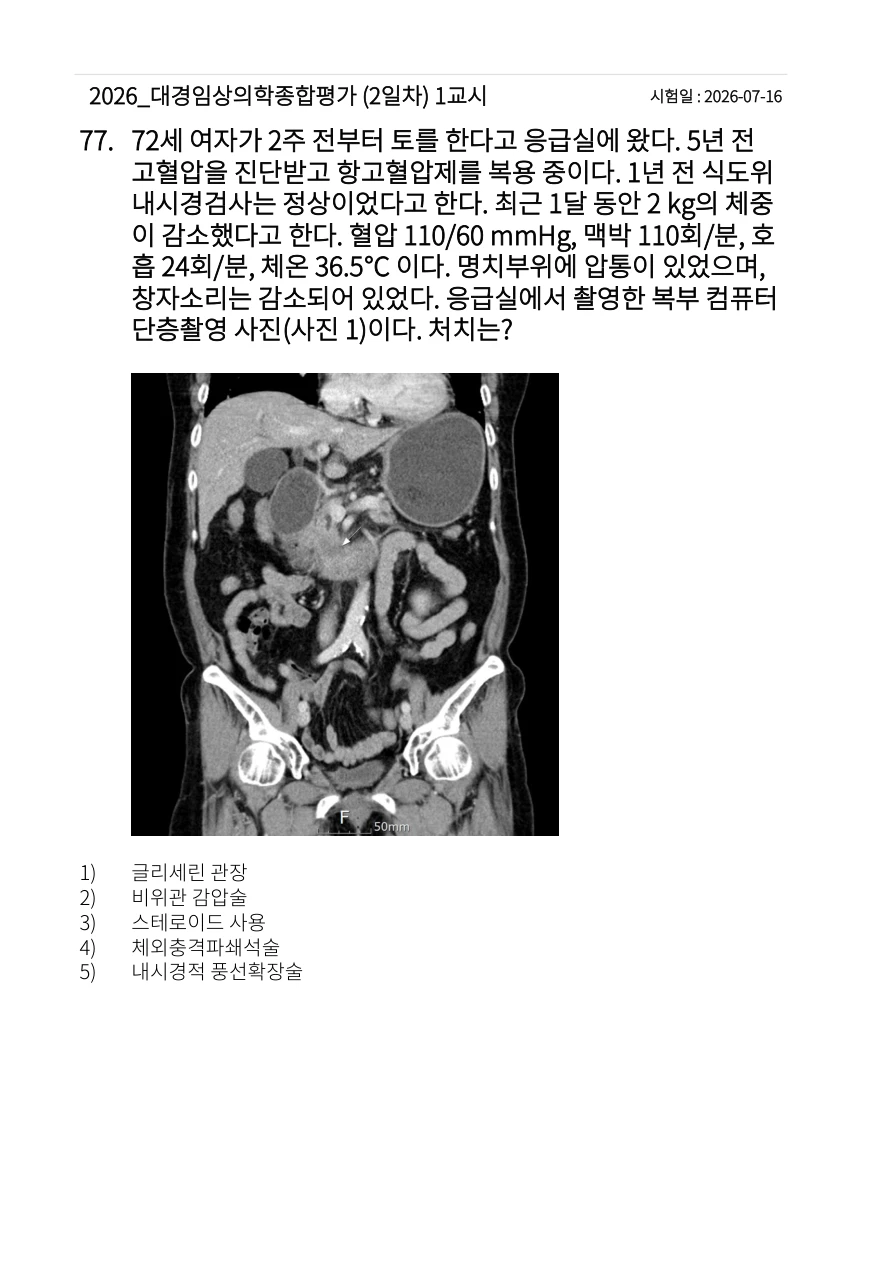 2026_대경임상의학종합평가 (2일차) 1교시
시험일 : 2026-07-16
77. 72세 여자가 2주 전부터 토를 한다고 응급실에 왔다. 5년 전
고혈압을 진단받고 항고혈압제를 복용 중이다. 1년 전 식도위
내시경검사는 정상이었다고 한다. 최근 1달 동안 2 kg의 체중
이 감소했다고 한다. 혈압 110/60 mmHg, 맥박 110회/분, 호
흡 24회/분, 체온 36.5℃ 이다. 명치부위에 압통이 있었으며,
창자소리는 감소되어 있었다. 응급실에서 촬영한 복부 컴퓨터
단층촬영 사진(사진 1)이다. 처치는?
F
50mm
1) 글리세린 관장
2) 비위관 감압술
3) 스테로이드 사용
4) 체외충격파쇄석술
5) 내시경적 풍선확장술